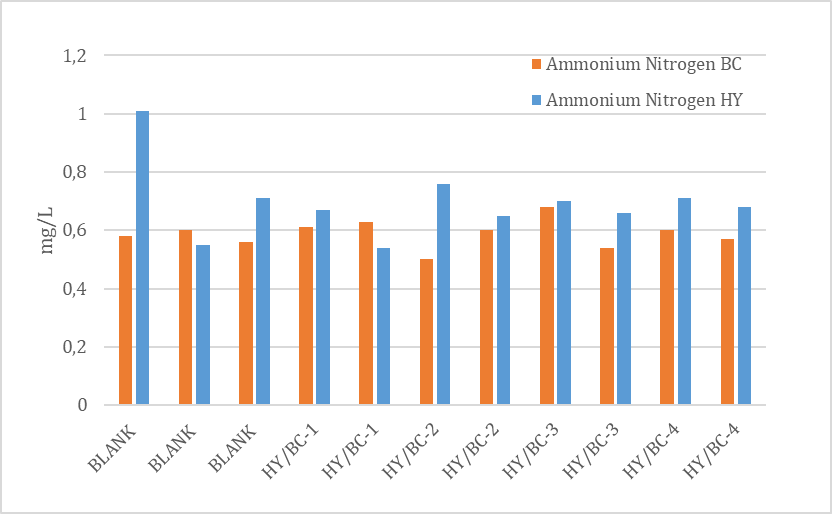 1,2
1
0,8
0,6
0,4
0,2
0
mg/L
Ammonium Nitrogen BC
Ammonium Nitrogen HY
BLANK
BLANK
BLANK
HY/BC-1
HY/BC-1
HY/BC-2
HY/BC-2
HY/BC-3
HY/BC-3
HY/BC-4
HY/BC-4